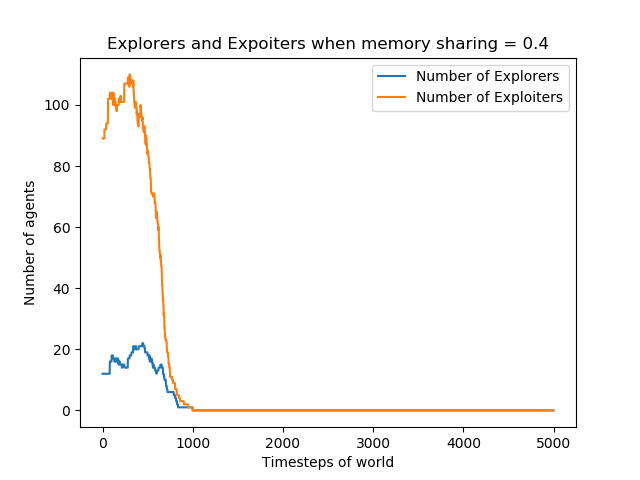 Explorers and Expoiters when memory sharing = 0.4
Number of Explorers
Number of Exploiters
Number of agents
100
80
60
40
20
0
0 1000 2000 3000 4000 5000
Timesteps of world